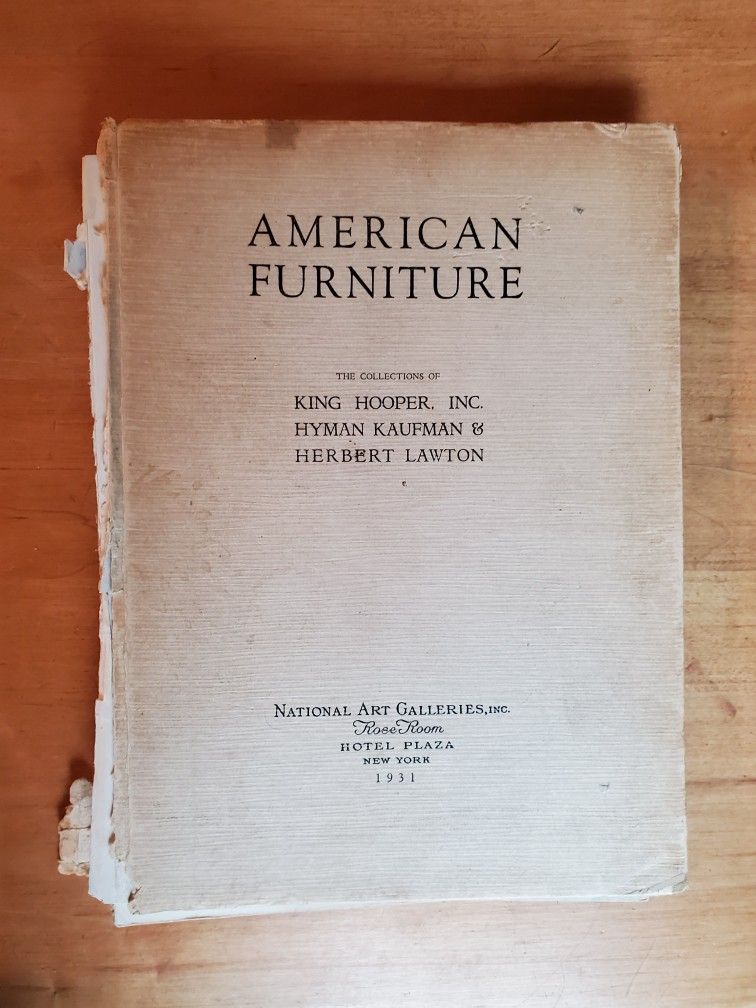 AMERICAN
FURNITURE
THE COLLECTIONS OF
KING HOOPER, INC.
HYMAN KAUFMAN &
HERBERT LAWTON
NATIONAL ART GALLERIES, INC.
Rose Room
HOTEL PLAZA
NEW YORK
1931